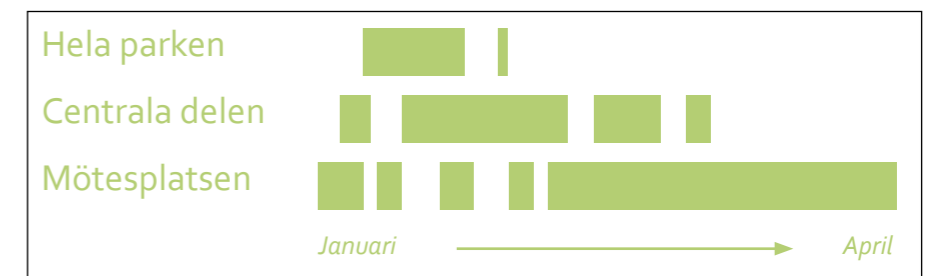 Hela parken
Centrala delen
Mötesplatsen
Januari April